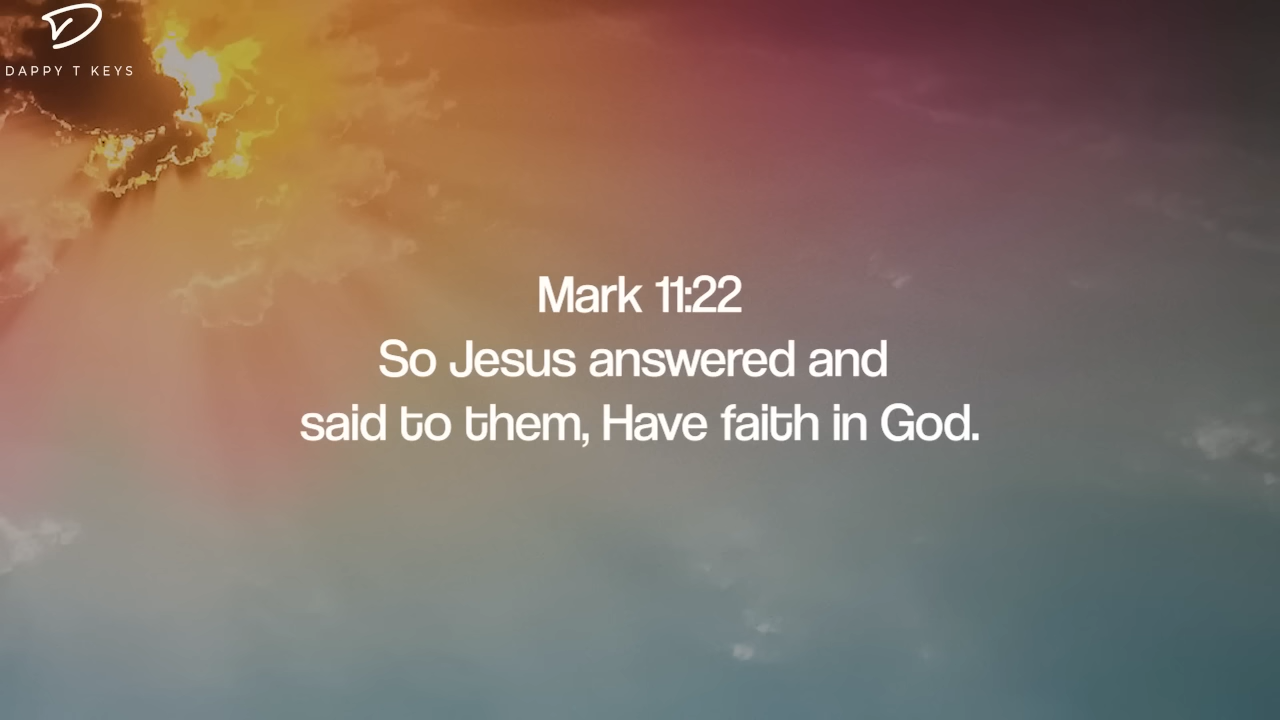 DAPPY T KEYS
Mark 11:22
So Jesus answered and
said to them, Have faith in God.